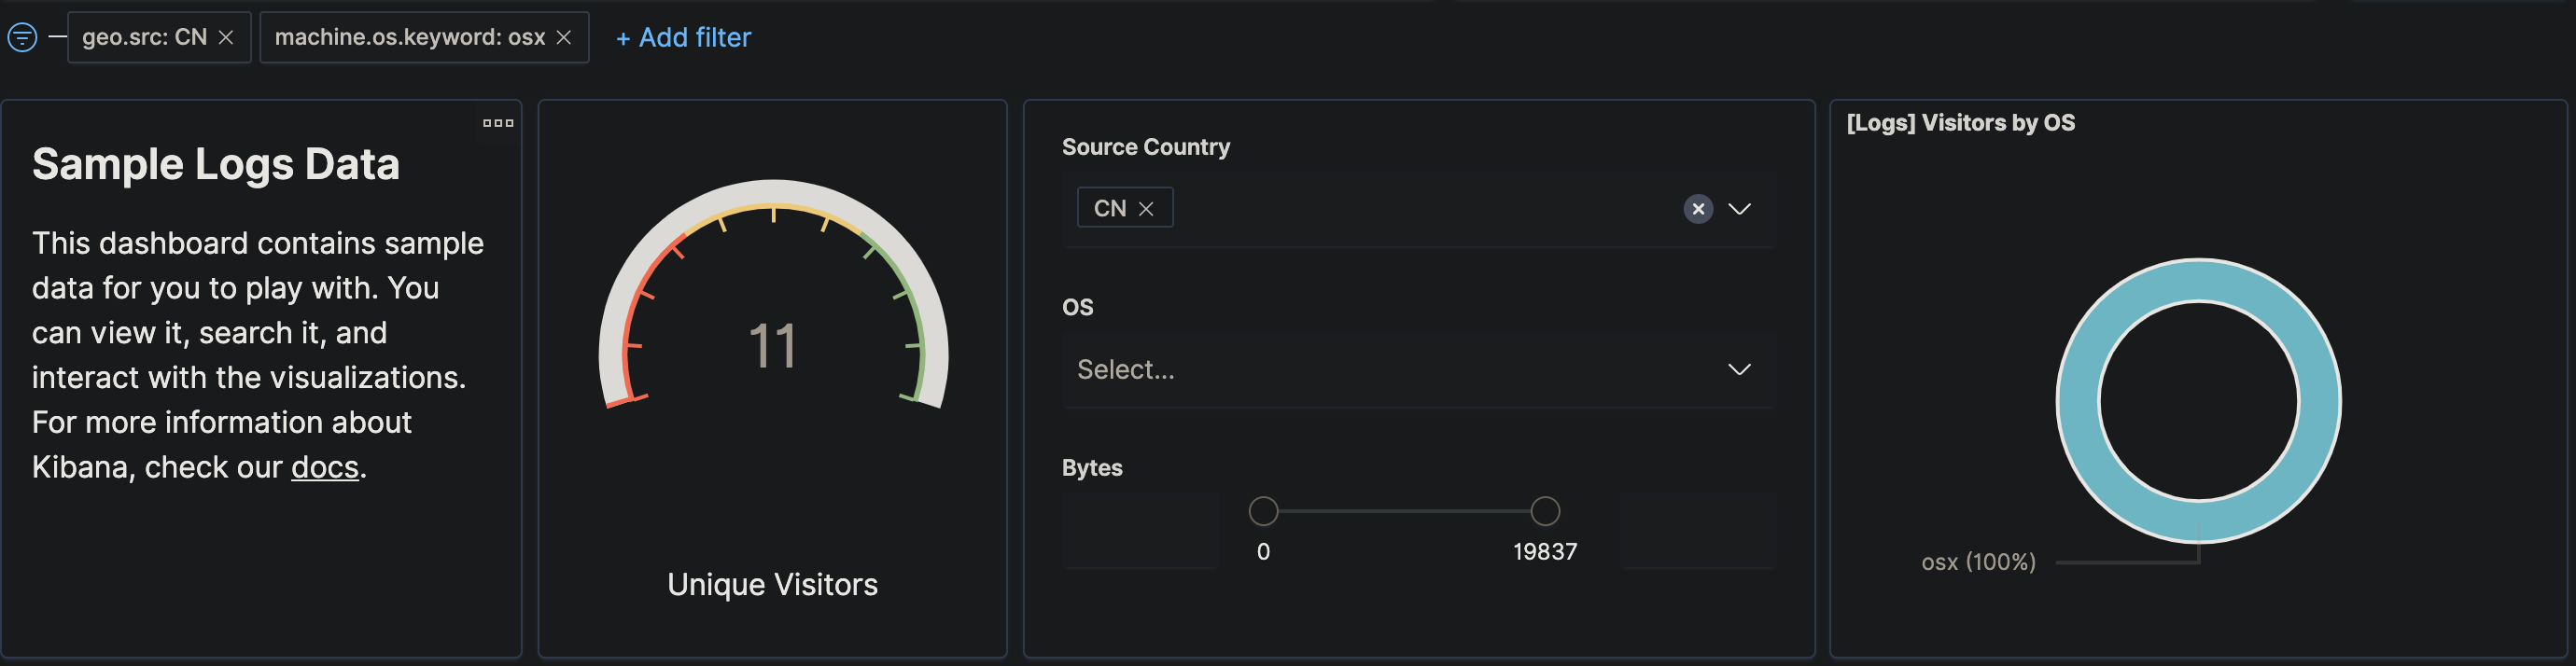 geo.src: CN
machine.os.keyword: osx
+ Add filter
Sample Logs Data
This dashboard contains sample
data for you to play with. You
can view it, search it, and
interact with the visualizations.
For more information about
Kibana, check our docs.
11
Unique Visitors
Source Country
CN
OS
Select...
Bytes
0
19837
[Logs] Visitors by OS
osx (100%)